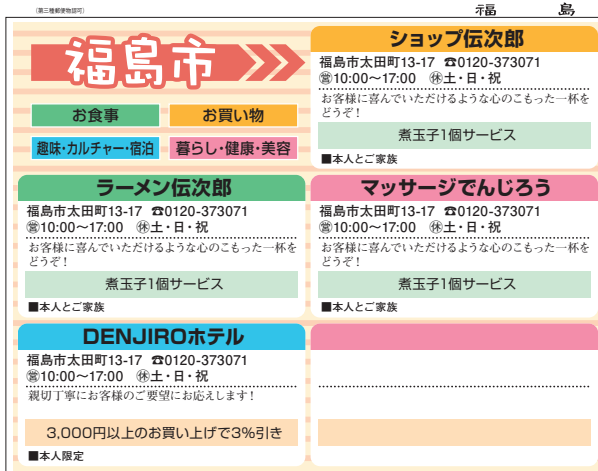 (第三種郵便物認可)
福 島
福島市
お食事
お買い物
趣味・カルチャー・宿泊
暮らし・健康・美容
ショップ伝次郎
福島市太田町13-17 ☎0120-373071
㊂10:00〜17:00 ㊡土・日・祝
お客様に喜んでいただけるような心のこもった一杯を
どうぞ！
煮玉子1個サービス
■本人とご家族
ラーメン伝次郎
福島市太田町13-17 ☎0120-373071
営10:00〜17:00 ㊡土・日・祝
お客様に喜んでいただけるような心のこもった一杯を
どうぞ！
煮玉子1個サービス
■本人とご家族
マッサージでんじろう
福島市太田町13-17 ☎0120-373071
営10:00〜17:00 ㊡土・日・祝
お客様に喜んでいただけるような心のこもった一杯を
どうぞ！
煮玉子1個サービス
■本人とご家族
DENJIROホテル
福島市太田町13-17 ☎0120-373071
営10:00〜17:00 ㊡土・日・祝
親切丁寧にお客様のご要望にお応えします！
3,000円以上のお買い上げで3%引き
■本人限定